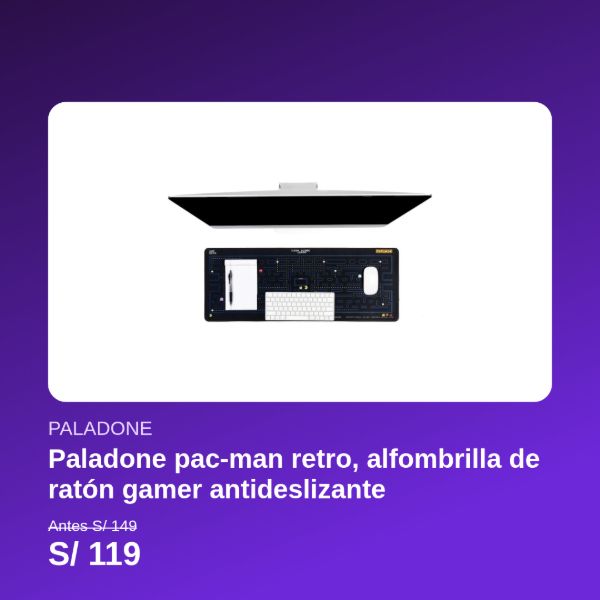 PALADONE
Paladone pac-man retro, alfombrilla de
ratón gamer antideslizante
Antes S/ 149
S/ 119